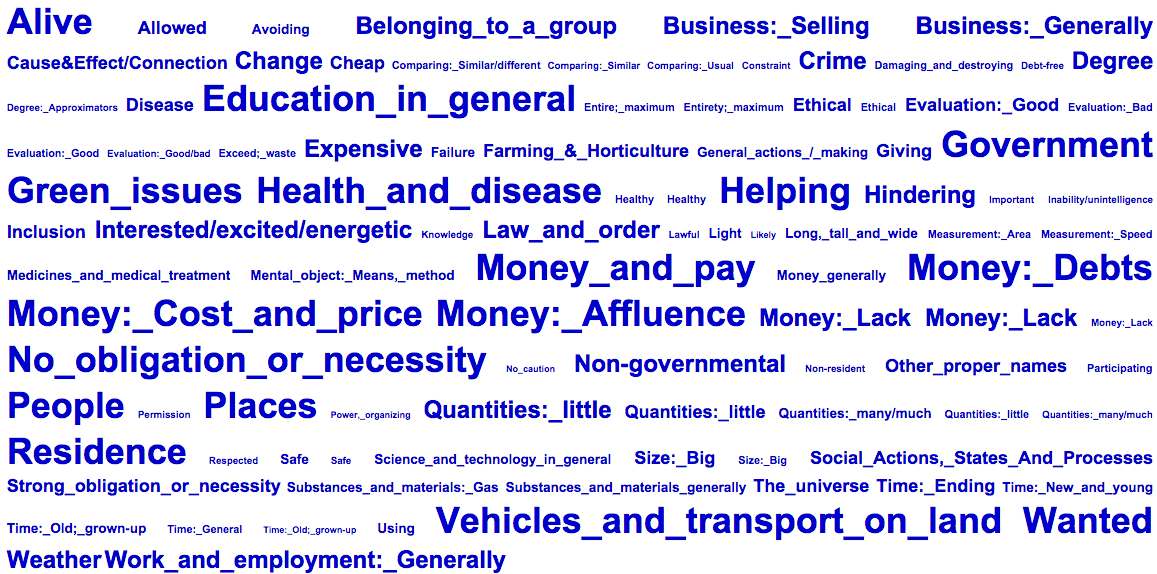 Alive Allowed Avoiding Belonging_to_a_group Business:_Selling Business:_Generally
Cause&Effect/Connection Change Cheap Comparing:_Similar/different Comparing:_Similar Comparing:_Usual Constraint Crime Damaging_and_destroying Debt-free Degree
Degree:_Approximators Disease Education_in_general Entire;_maximum Entirety;_maximum Ethical Ethical Evaluation:_Good Evaluation:_Bad
Evaluation:_Good Evaluation:_Good/bad Exceed;_waste Expensive Failure Farming_&_Horticulture General_actions_/_making Giving Government
Green_issues Health_and_disease Healthy Healthy Helping Hindering Important Inability/unintelligence
Inclusion Interested/excited/energetic Knowledge Law_and_order Lawful Light Likely Long,_tall_and_wide Measurement:_Area Measurement:_Speed
Medicines_and_medical_treatment Mental_object:_Means,_method Money_and_pay Money_generally Money:_Debts
Money:_Cost_and_price Money:_Affluence Money:_Lack Money:_Lack Money:_Lack
No_obligation_or_necessity No_caution Non-governmental Non-resident Other_proper_names Participating
People Permission Places Power,_organizing Quantities:_little Quantities:_little Quantities:_many/much Quantities:_little Quantities:_many/much
Residence Respected Safe Safe Science_and_technology_in_general Size:_Big Size:_Big Social_Actions,_States_And_Processes
Strong_obligation_or_necessity Substances_and_materials:_Gas Substances_and_materials_generally The_universe Time:_Ending Time:_New_and_young
Time:_Old;_grown-up Time:_General Time:_Old;_grown-up Using Vehicles_and_transport_on_land Wanted
Weather Work_and_employment:_Generally